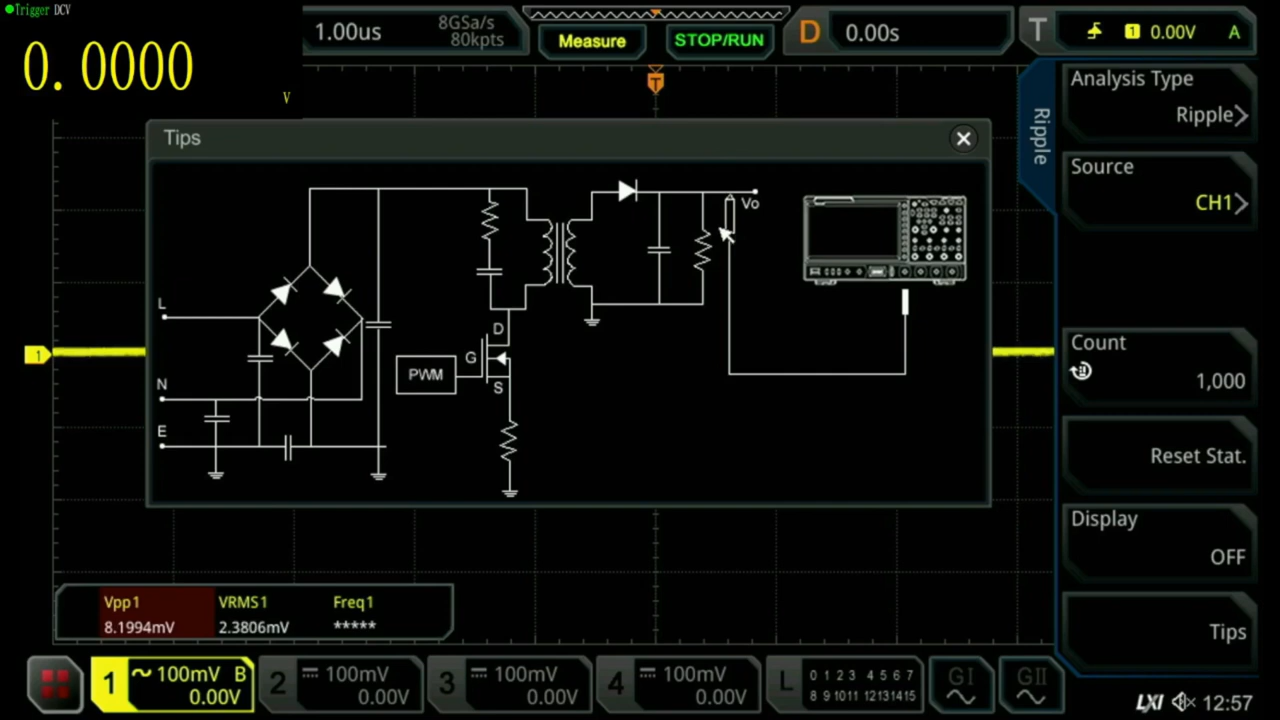 Trigger DCV
0.0000
V
1.00us
8GSa/s
80kpts
Measure
STOP/RUN
D 0.00s
T 1 0.00V A
T
Tips
Analysis Type
Ripple
Ripple
Source
CH1
Count
1,000
Reset Stat.
Display
OFF
Tips
L
N
E
PWM
G
D
S
Vo
1
Vpp1 VRMS1 Freq1
8.1994mV 2.3806mV *****
1 100mV B
0.00V
2 100mV
0.00V
3 100mV
0.00V
4 100mV
0.00V
L 0 1 2 3 4 5 6 7
8 9 10 11 12 13 14 15
GI
GII
LXI 12:57